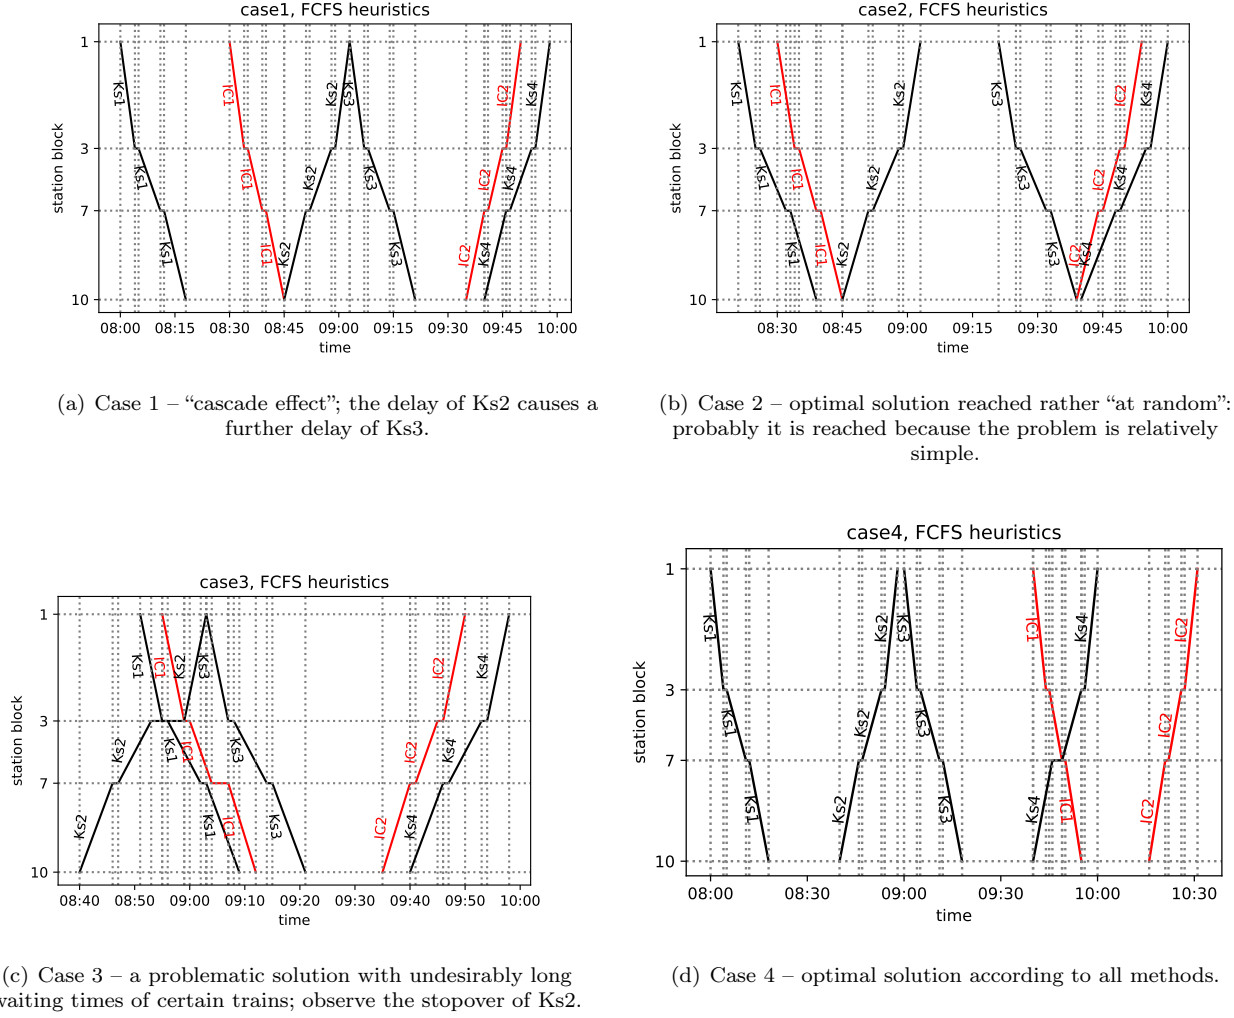 case1, FCFS heuristics
station block
1
3
7
10
Ks1
Ks1
Ks1
IC1
IC1
IC1
Ks2
Ks2
Ks2
Ks3
Ks3
Ks3
IC2
IC2
IC2
Ks4
Ks4
Ks4
08:00 08:15 08:30 08:45 09:00 09:15 09:30 09:45 10:00
time
(a) Case 1 – “cascade effect”; the delay of Ks2 causes a
further delay of Ks3.
case2, FCFS heuristics
station block
1
3
7
10
Ks1
Ks1
Ks1
IC1
IC1
IC1
Ks2
Ks2
Ks2
Ks3
Ks3
Ks3
IC2
IC2
IC2
Ks4
Ks4
Ks4
08:30 08:45 09:00 09:15 09:30 09:45 10:00
time
(b) Case 2 – optimal solution reached rather “at random”:
probably it is reached because the problem is relatively
simple.
case3, FCFS heuristics
station block
1
3
7
10
Ks1
Ks1
Ks1
IC1
IC1
IC1
Ks2
Ks2
Ks2
Ks3
Ks3
Ks3
IC2
IC2
IC2
Ks4
Ks4
Ks4
08:40 08:50 09:00 09:10 09:20 09:30 09:40 09:50 10:00
time
(c) Case 3 – a problematic solution with undesirably long
waiting times of certain trains; observe the stopover of Ks2.
case4, FCFS heuristics
station block
1
3
7
10
Ks1
Ks1
Ks1
Ks2
Ks2
Ks2
Ks3
Ks3
Ks3
IC1
IC1
Ks4
Ks4
IC2
IC2
IC2
08:00 08:30 09:00 09:30 10:00 10:30
time
(d) Case 4 – optimal solution according to all methods.